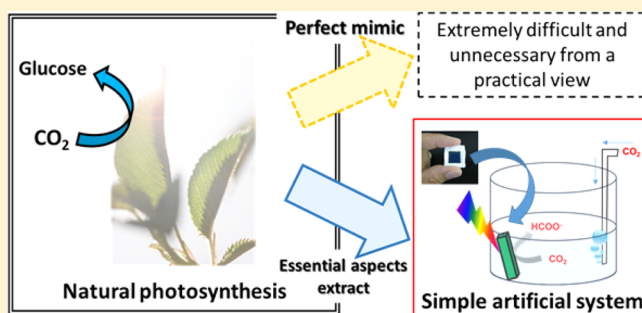 Perfect mimic
Extremely difficult and
unnecessary from a
practical view
Glucose
CO₂
Natural photosynthesis
Essential aspects
extract
CO₂
HCOO⁻
CO₂
Simple artificial system